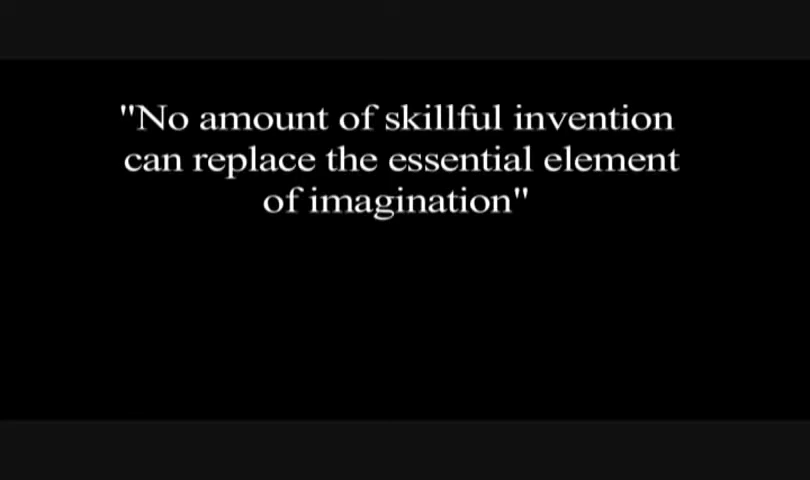 "No amount of skillful invention
can replace the essential element
of imagination"